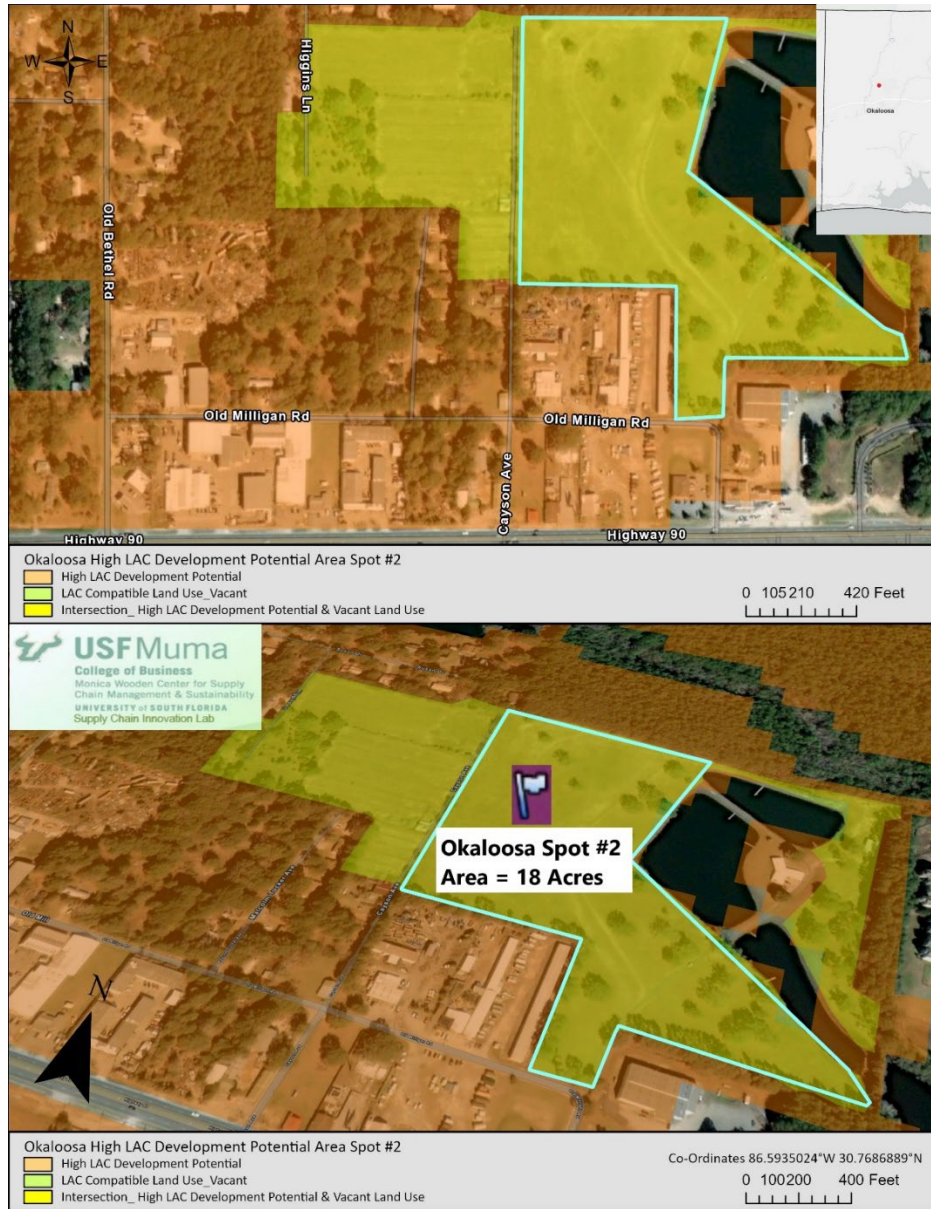 N
W E
S
Higgins Ln
Okaloosa
Old Bethel Rd
Old Milligan Rd
Old Milligan Rd
Cayson Ave
Highway 90
Highway 90
Okaloosa High LAC Development Potential Area Spot #2
High LAC Development Potential
LAC Compatible Land Use_Vacant
Intersection_ High LAC Development Potential & Vacant Land Use
0 105210 420 Feet
USF Muma
College of Business
Monica Wooden Center for Supply
Chain Management & Sustainability
UNIVERSITY of SOUTH FLORIDA
Supply Chain Innovation Lab
Okaloosa Spot #2
Area = 18 Acres
Cayson Ave
N
Okaloosa High LAC Development Potential Area Spot #2
High LAC Development Potential
LAC Compatible Land Use_Vacant
Intersection_ High LAC Development Potential & Vacant Land Use
Co-Ordinates 86.5935024°W 30.7686889°N
0 100200 400 Feet